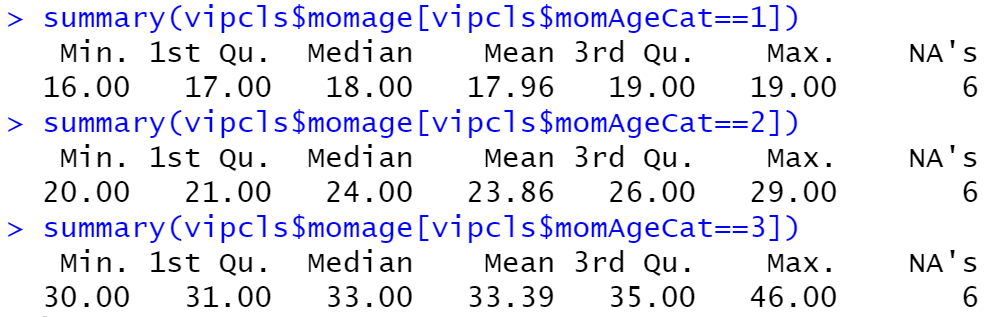 > summary(vipcls$momage[vipcls$momAgeCat==1])
   Min. 1st Qu.  Median    Mean 3rd Qu.    Max.    NA's
  16.00   17.00   18.00   17.96   19.00   19.00       6
> summary(vipcls$momage[vipcls$momAgeCat==2])
   Min. 1st Qu.  Median    Mean 3rd Qu.    Max.    NA's
  20.00   21.00   24.00   23.86   26.00   29.00       6
> summary(vipcls$momage[vipcls$momAgeCat==3])
   Min. 1st Qu.  Median    Mean 3rd Qu.    Max.    NA's
  30.00   31.00   33.00   33.39   35.00   46.00       6